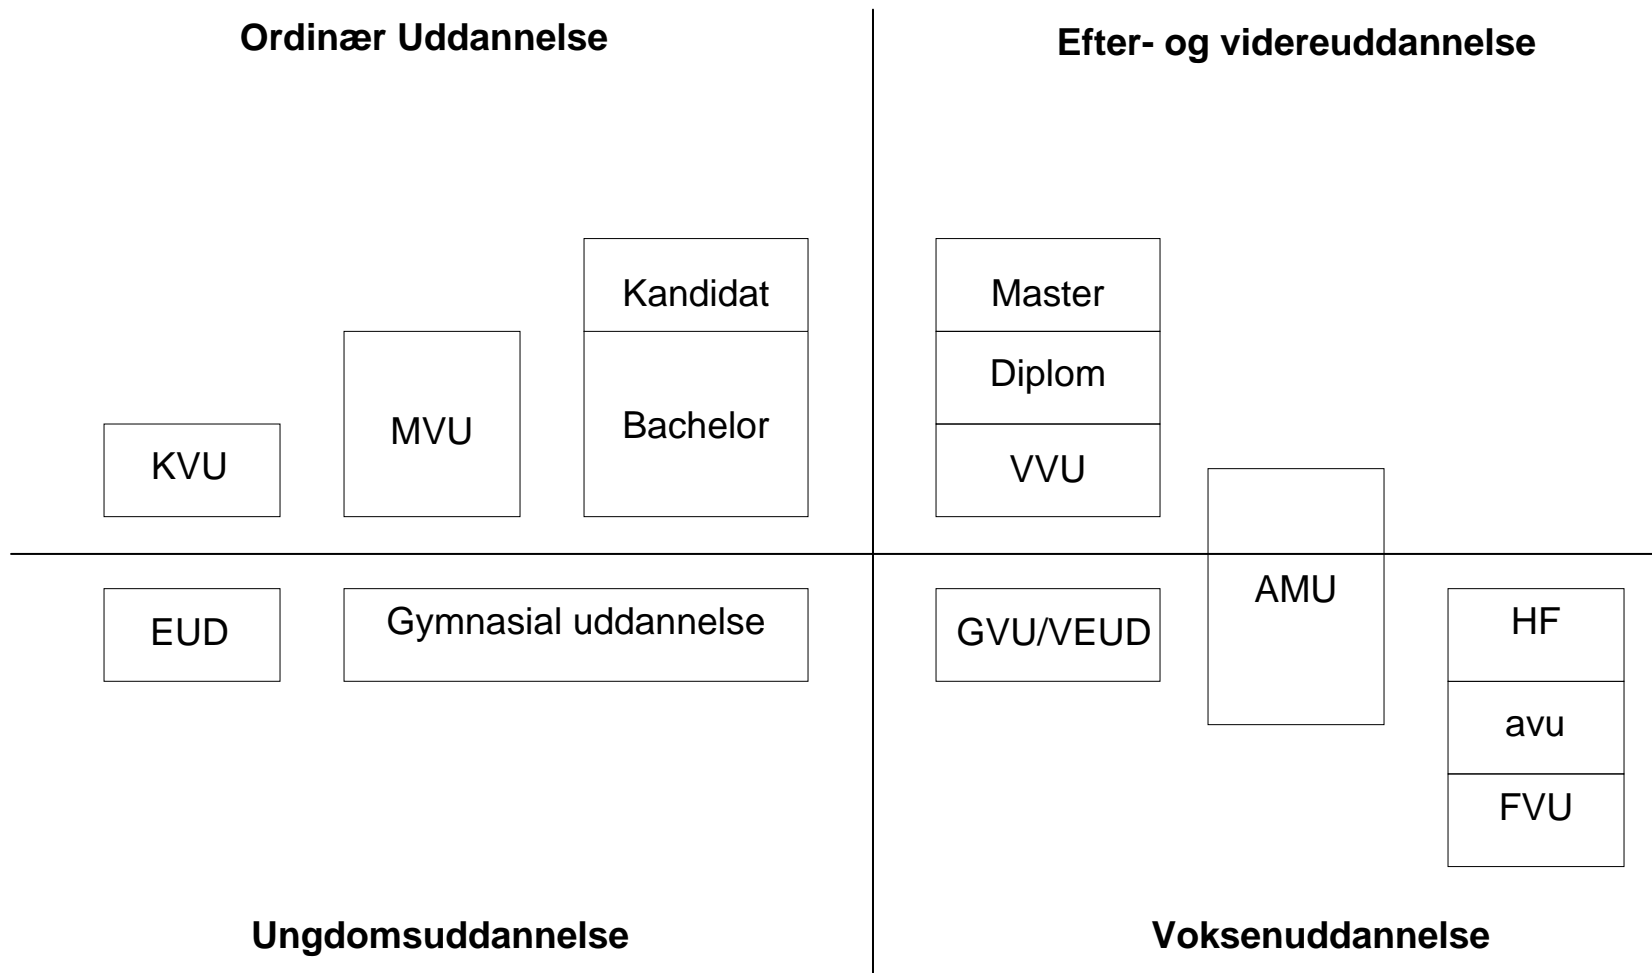 Ordinær Uddannelse
Efter- og videreuddannelse
Kandidat
Master
MVU
Bachelor
Diplom
KVU
VVU
EUD
Gymnasial uddannelse
GVU/VEUD
AMU
HF
avu
FVU
Ungdomsuddannelse
Voksenuddannelse